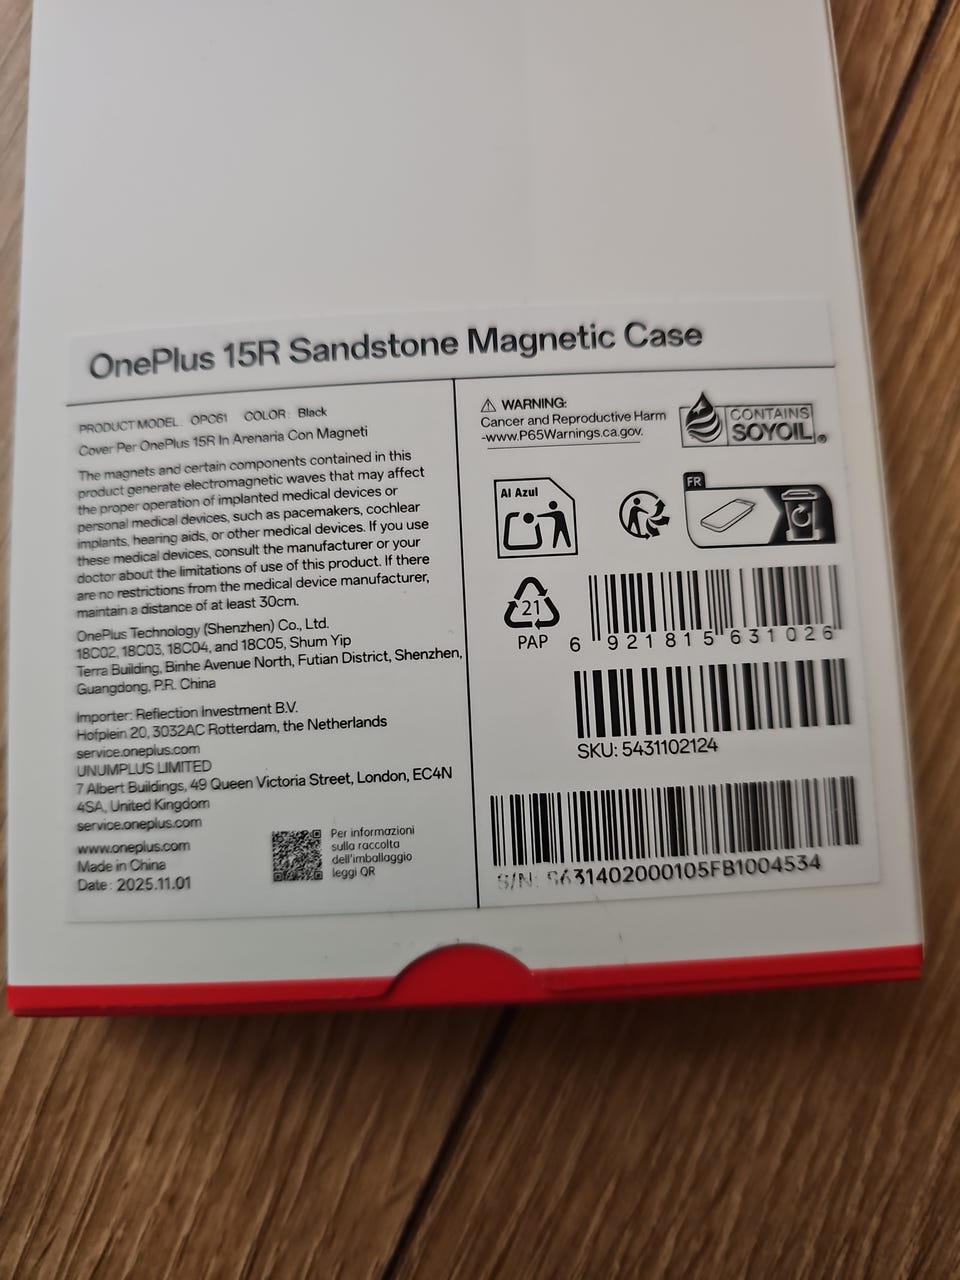 OnePlus 15R Sandstone Magnetic Case
PRODUCT MODEL: OPC61 COLOR: Black
Cover Per OnePlus 15R In Arenaria Con Magneti
The magnets and certain components contained in this
product generate electromagnetic waves that may affect
the proper operation of implanted medical devices or
personal medical devices, such as pacemakers, cochlear
implants, hearing aids, or other medical devices. If you use
these medical devices, consult the manufacturer or your
doctor about the limitations of use of this product. If there
are no restrictions from the medical device manufacturer,
maintain a distance of at least 30cm.
OnePlus Technology (Shenzhen) Co., Ltd.
18C02, 18C03, 18C04, and 18C05, Shum Yip
Terra Building, Binhe Avenue North, Futian District, Shenzhen,
Guangdong, P.R. China
Importer: Reflection Investment B.V.
Hofplein 20, 3032AC Rotterdam, the Netherlands
service.oneplus.com
UNUMPLUS LIMITED
7 Albert Buildings, 49 Queen Victoria Street, London, EC4N
4SA, United Kingdom
service.oneplus.com
www.oneplus.com
Made in China
Date: 2025.11.01
Per informazioni
sulla raccolta
dell'imballaggio
leggi QR
WARNING:
Cancer and Reproductive Harm
-www.P65Warnings.ca.gov.
CONTAINS
SOYOIL®
Al Azul
FR
21
PAP
6 921815 631026
SKU: 5431102124
S/N: 5631402000105FB1004534